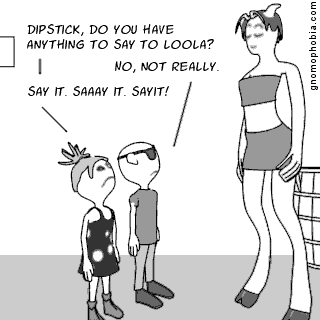 DIPSTICK, DO YOU HAVE
ANYTHING TO SAY TO LOOLA?
NO, NOT REALLY.
SAY IT. SAAAY IT. SAYIT!
gnomophobia.com